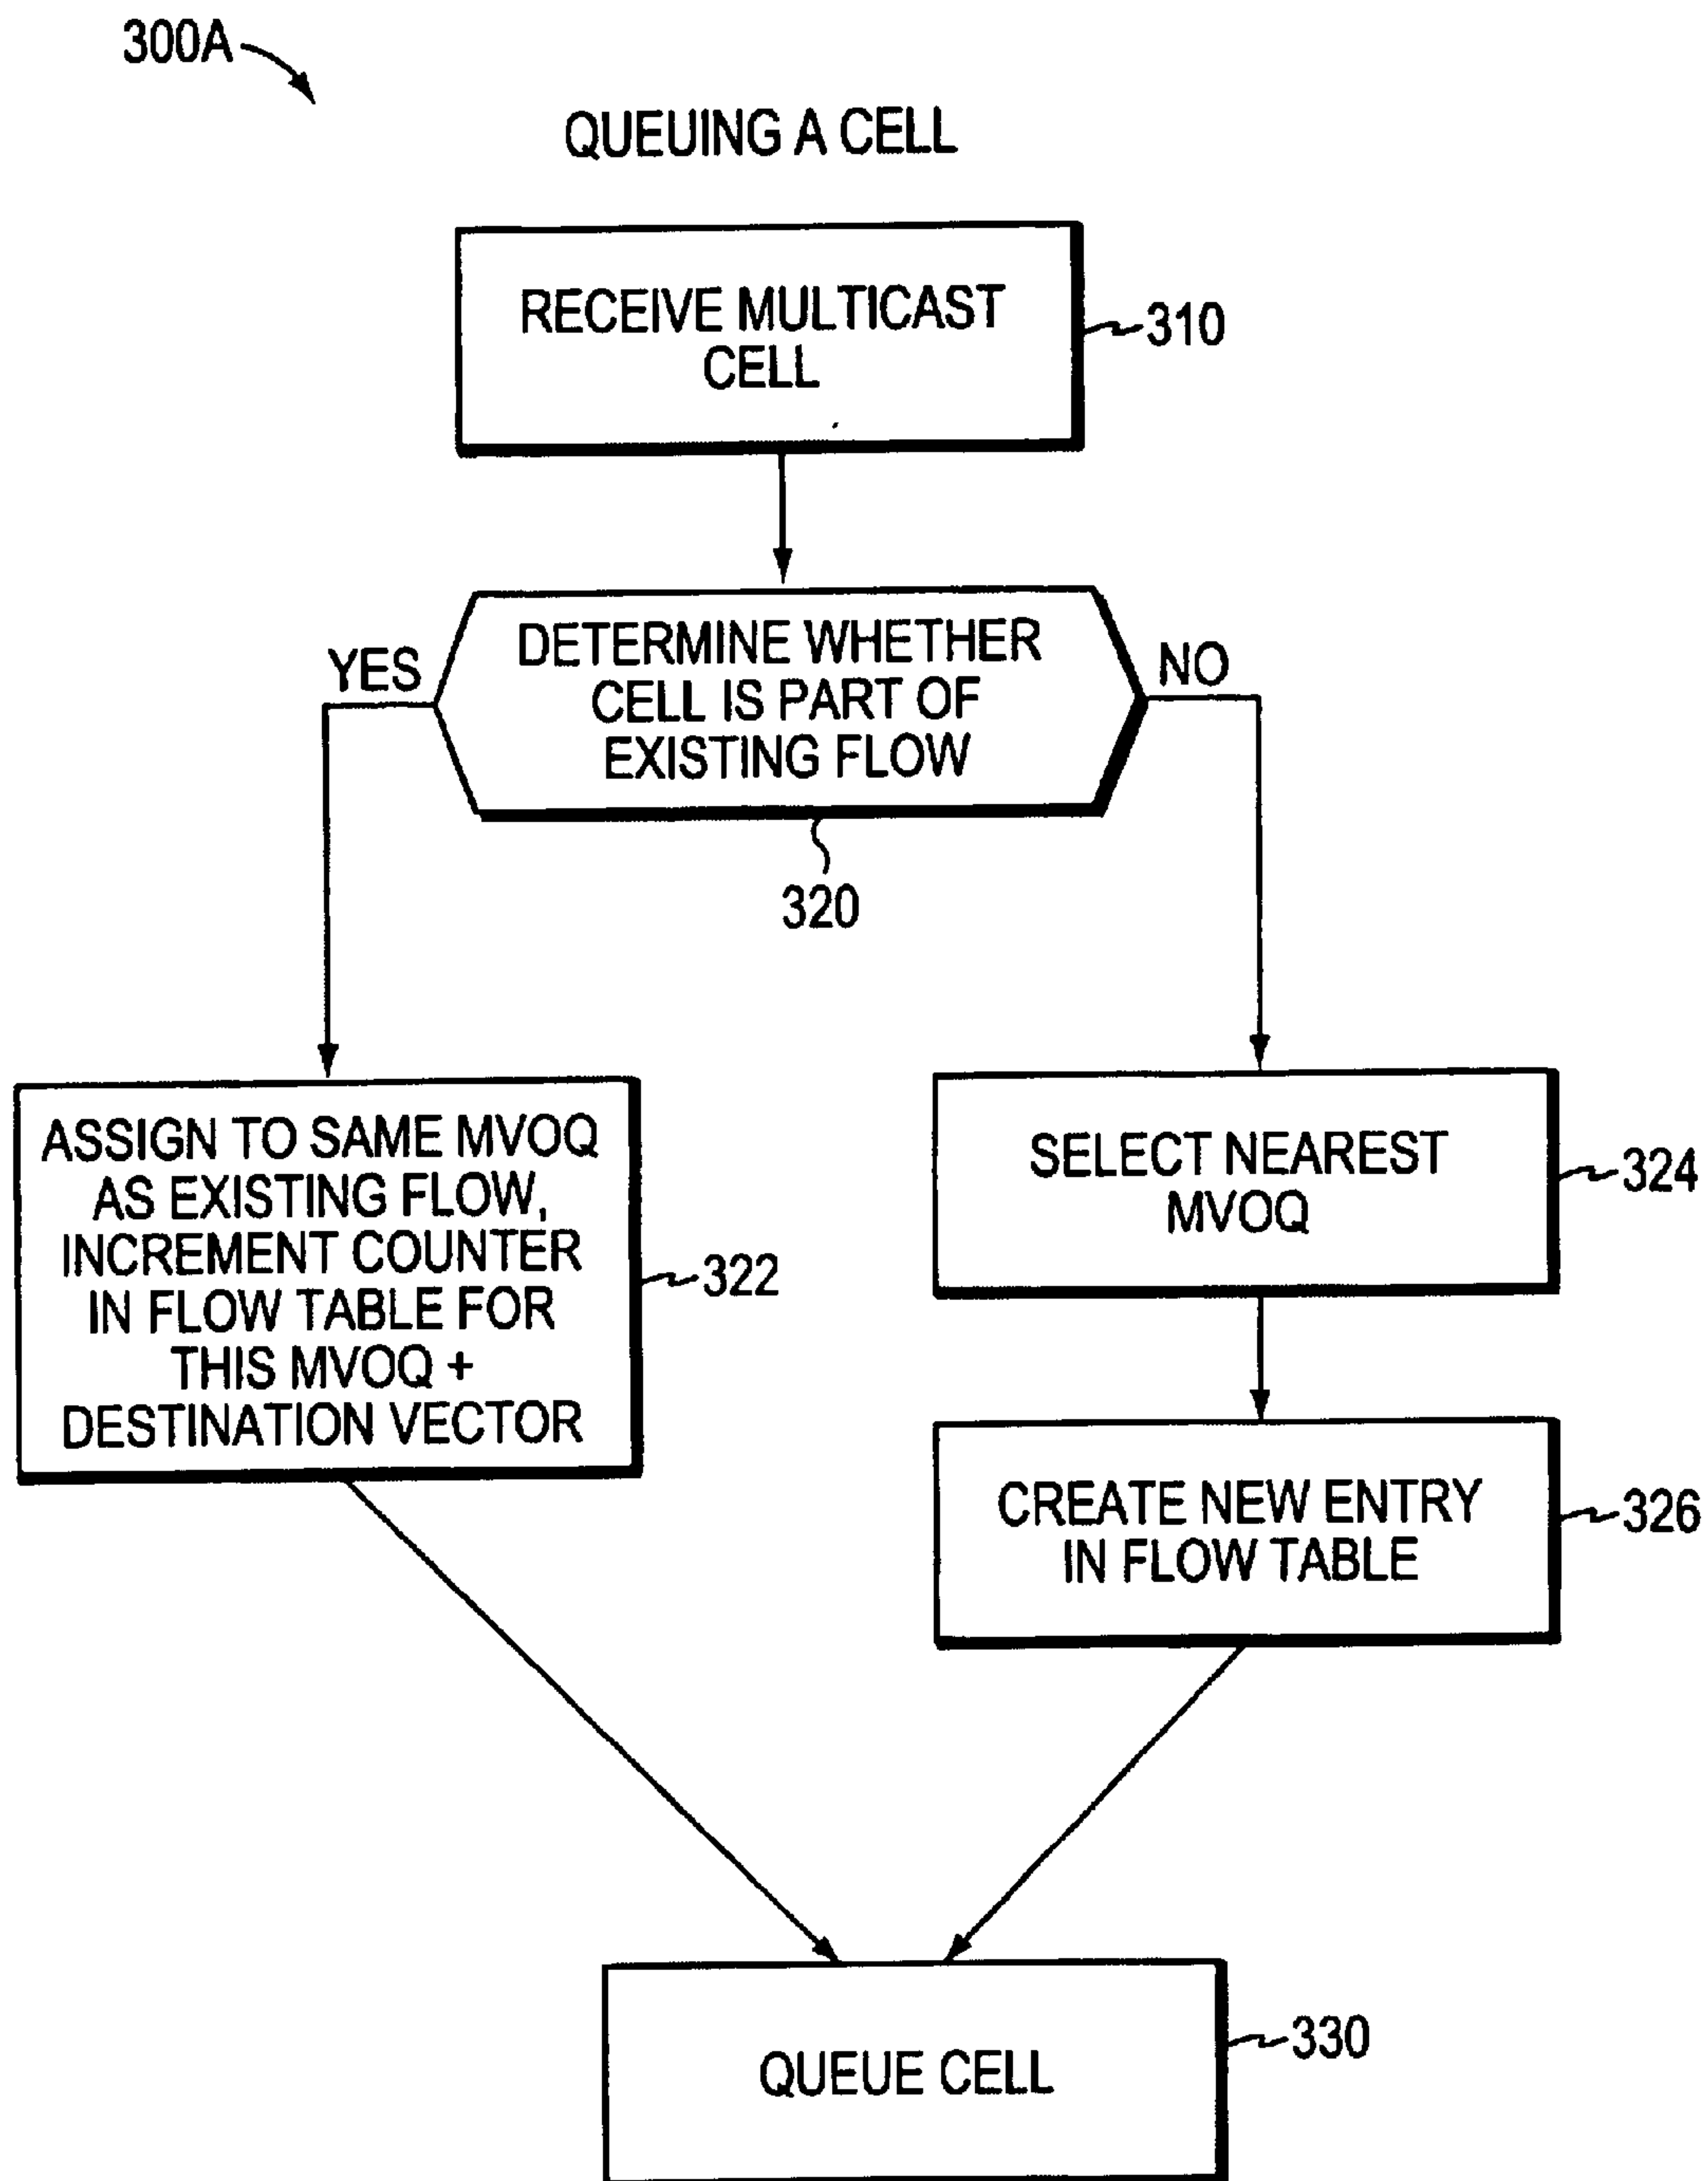 300A
QUEUING A CELL
RECEIVE MULTICAST
CELL
310
DETERMINE WHETHER
CELL IS PART OF
EXISTING FLOW
YES
NO
320
ASSIGN TO SAME MVOQ
AS EXISTING FLOW,
INCREMENT COUNTER
IN FLOW TABLE FOR
THIS MVOQ +
DESTINATION VECTOR
322
SELECT NEAREST
MVOQ
324
CREATE NEW ENTRY
IN FLOW TABLE
326
QUEUE CELL
330